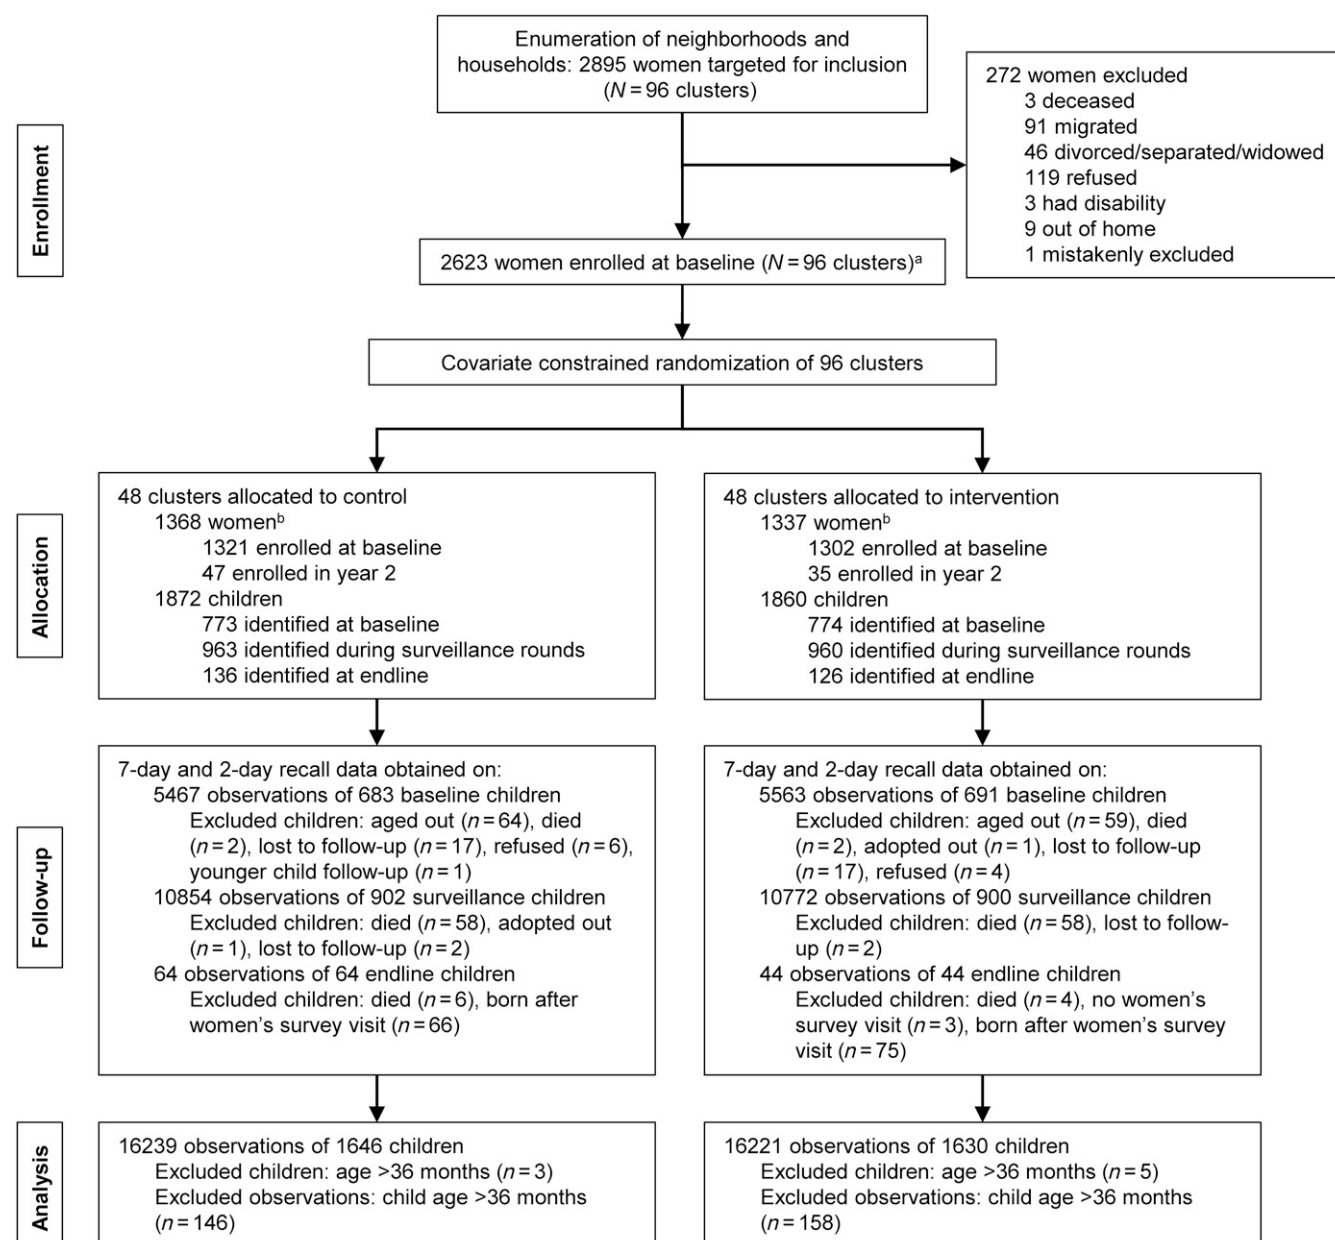 Enumeration of neighborhoods and
households: 2895 women targeted for inclusion
(N = 96 clusters)
272 women excluded
3 deceased
91 migrated
46 divorced/separated/widowed
119 refused
3 had disability
9 out of home
1 mistakenly excluded
Enrollment
2623 women enrolled at baseline (N = 96 clusters)ᵃ
Covariate constrained randomization of 96 clusters
Allocation
48 clusters allocated to control
1368 womenᵇ
1321 enrolled at baseline
47 enrolled in year 2
1872 children
773 identified at baseline
963 identified during surveillance rounds
136 identified at endline
48 clusters allocated to intervention
1337 womenᵇ
1302 enrolled at baseline
35 enrolled in year 2
1860 children
774 identified at baseline
960 identified during surveillance rounds
126 identified at endline
Follow-up
7-day and 2-day recall data obtained on:
5467 observations of 683 baseline children
Excluded children: aged out (n = 64), died
(n = 2), lost to follow-up (n = 17), refused (n = 6),
younger child follow-up (n = 1)
10854 observations of 902 surveillance children
Excluded children: died (n = 58), adopted out
(n = 1), lost to follow-up (n = 2)
64 observations of 64 endline children
Excluded children: died (n = 6), born after
women's survey visit (n = 66)
7-day and 2-day recall data obtained on:
5563 observations of 691 baseline children
Excluded children: aged out (n = 59), died
(n = 2), adopted out (n = 1), lost to follow-up
(n = 17), refused (n = 4)
10772 observations of 900 surveillance children
Excluded children: died (n = 58), lost to follow-
up (n = 2)
44 observations of 44 endline children
Excluded children: died (n = 4), no women's
survey visit (n = 3), born after women's survey
visit (n = 75)
Analysis
16239 observations of 1646 children
Excluded children: age >36 months (n = 3)
Excluded observations: child age >36 months
(n = 146)
16221 observations of 1630 children
Excluded children: age >36 months (n = 5)
Excluded observations: child age >36 months
(n = 158)